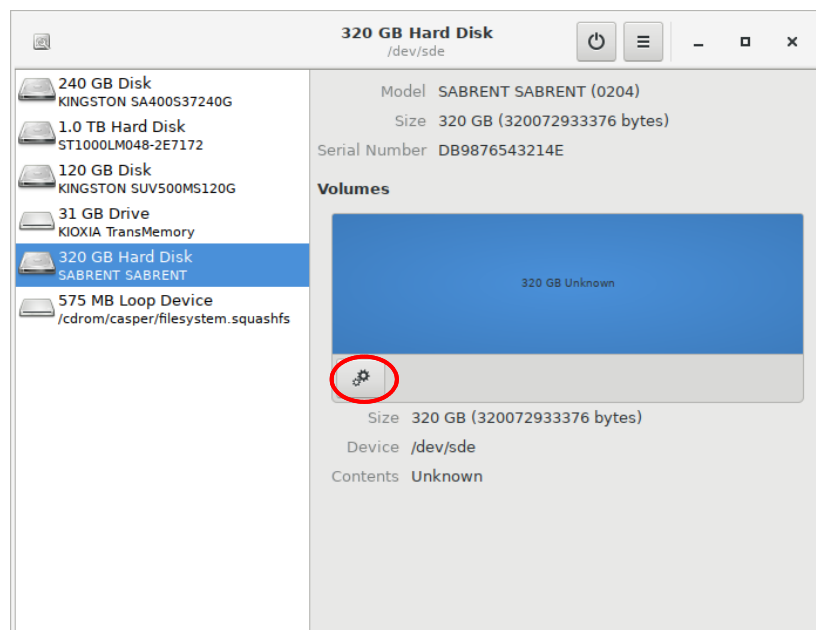 320 GB Hard Disk
/dev/sde
240 GB Disk
KINGSTON SA400S37240G
1.0 TB Hard Disk
ST1000LM048-2E7172
120 GB Disk
KINGSTON SUV500MS120G
31 GB Drive
KIOXIA TransMemory
320 GB Hard Disk
SABRENT SABRENT
575 MB Loop Device
/cdrom/casper/filesystem.squashfs
Model SABRENT SABRENT (0204)
Size 320 GB (320072933376 bytes)
Serial Number DB9876543214E
Volumes
320 GB Unknown
Size 320 GB (320072933376 bytes)
Device /dev/sde
Contents Unknown